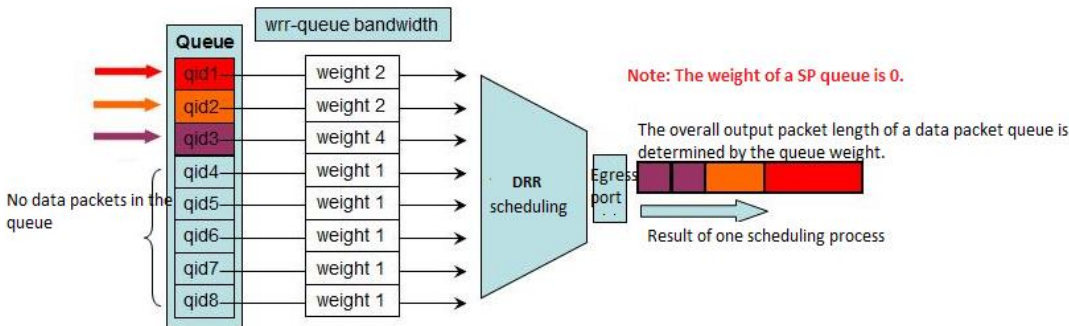 wrr-queue bandwidth
Queue
qid1
weight 2
qid2
weight 2
qid3
weight 4
qid4
weight 1
qid5
weight 1
qid6
weight 1
qid7
weight 1
qid8
weight 1
No data packets in the
queue
DRR
scheduling
Egress
port
Note: The weight of a SP queue is 0.
The overall output packet length of a data packet queue is
determined by the queue weight.
Result of one scheduling process